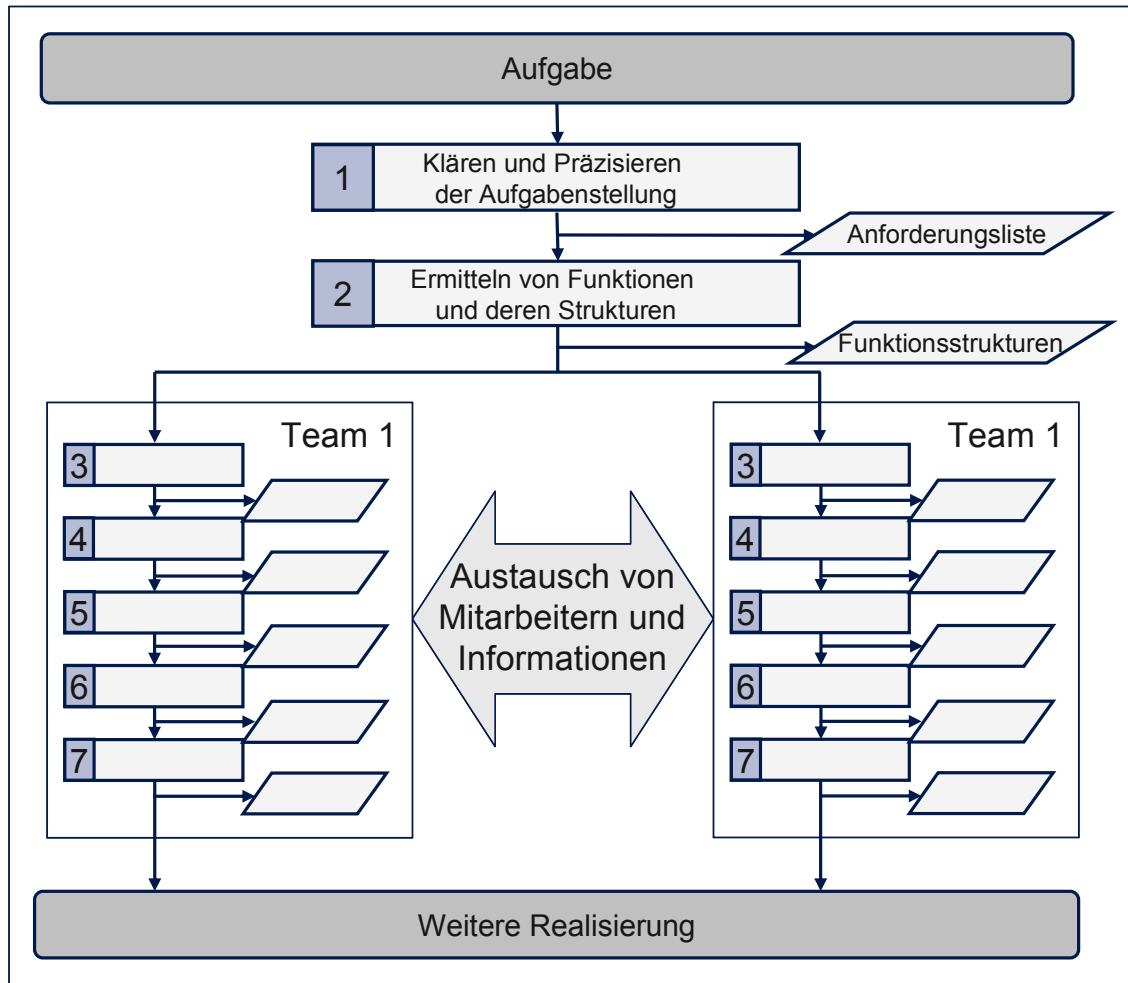 Aufgabe
1
Klären und Präzisieren
der Aufgabenstellung
Anforderungsliste
2
Ermitteln von Funktionen
und deren Strukturen
Funktionsstrukturen
Team 1
3
4
5
6
7
Austausch von
Mitarbeitern und
Informationen
Team 1
3
4
5
6
7
Weitere Realisierung